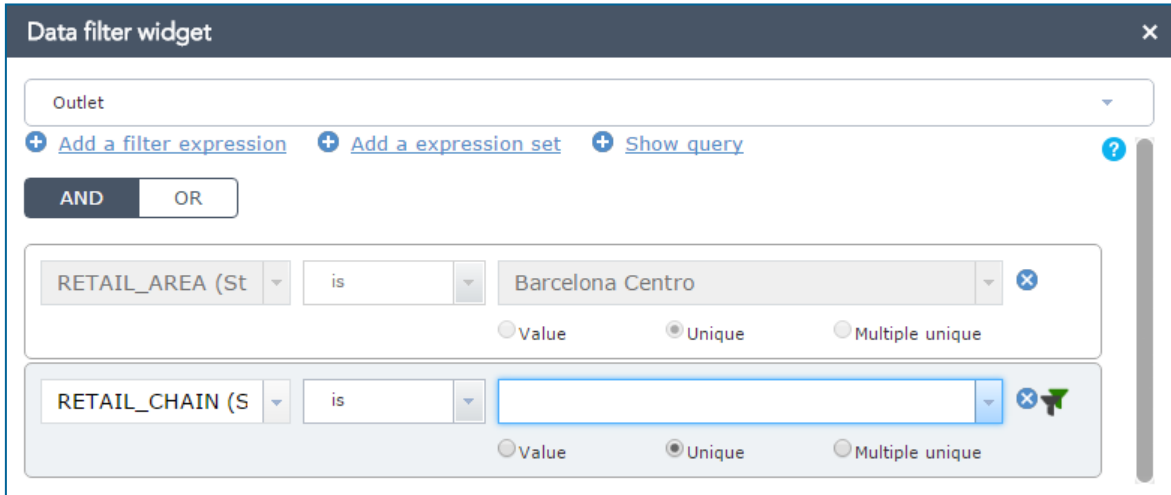 Data filter widget
Outlet
Add a filter expression Add a expression set Show query
AND OR
RETAIL_AREA (St is Barcelona Centro
Value Unique Multiple unique
RETAIL_CHAIN (S is
Value Unique Multiple unique